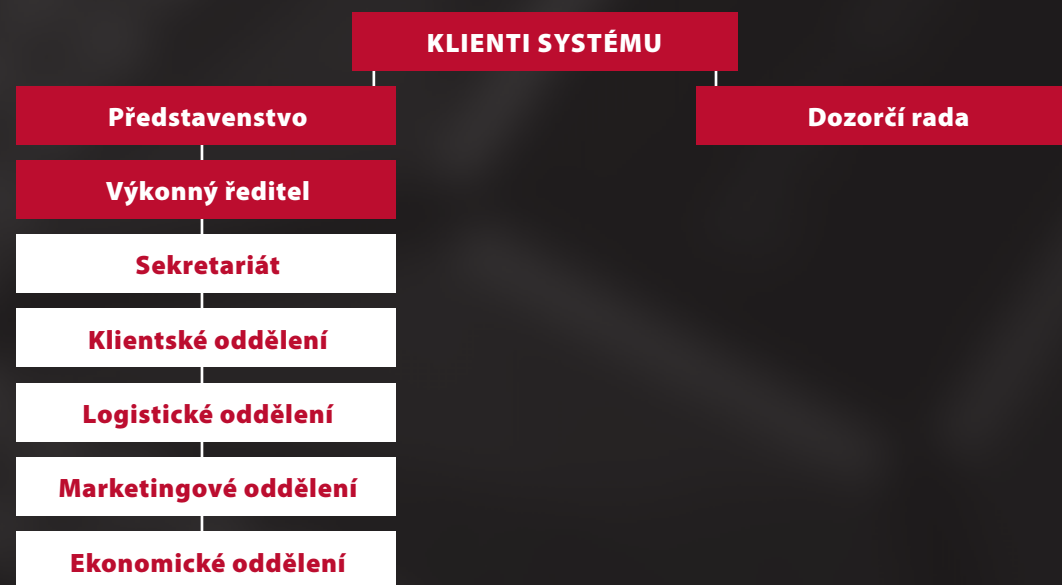 KLIENTI SYSTÉMU
Představenstvo
Dozorčí rada
Výkonný ředitel
Sekretariát
Klientské oddělení
Logistické oddělení
Marketingové oddělení
Ekonomické oddělení